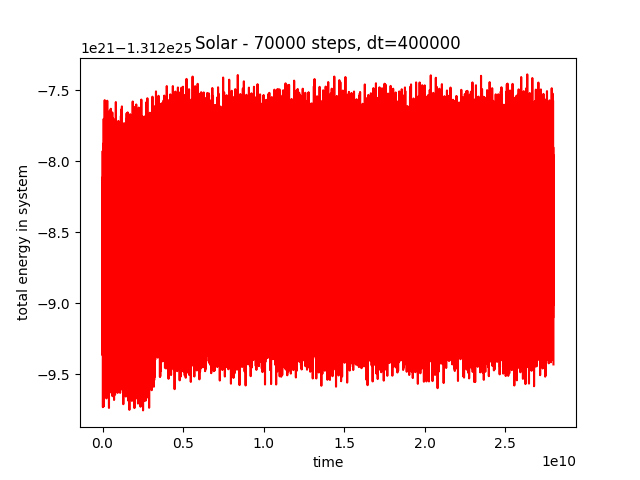 1e21−1.312e25
Solar - 70000 steps, dt=400000
−7.5
−8.0
−8.5
−9.0
−9.5
total energy in system
0.0 0.5 1.0 1.5 2.0 2.5
time
1e10